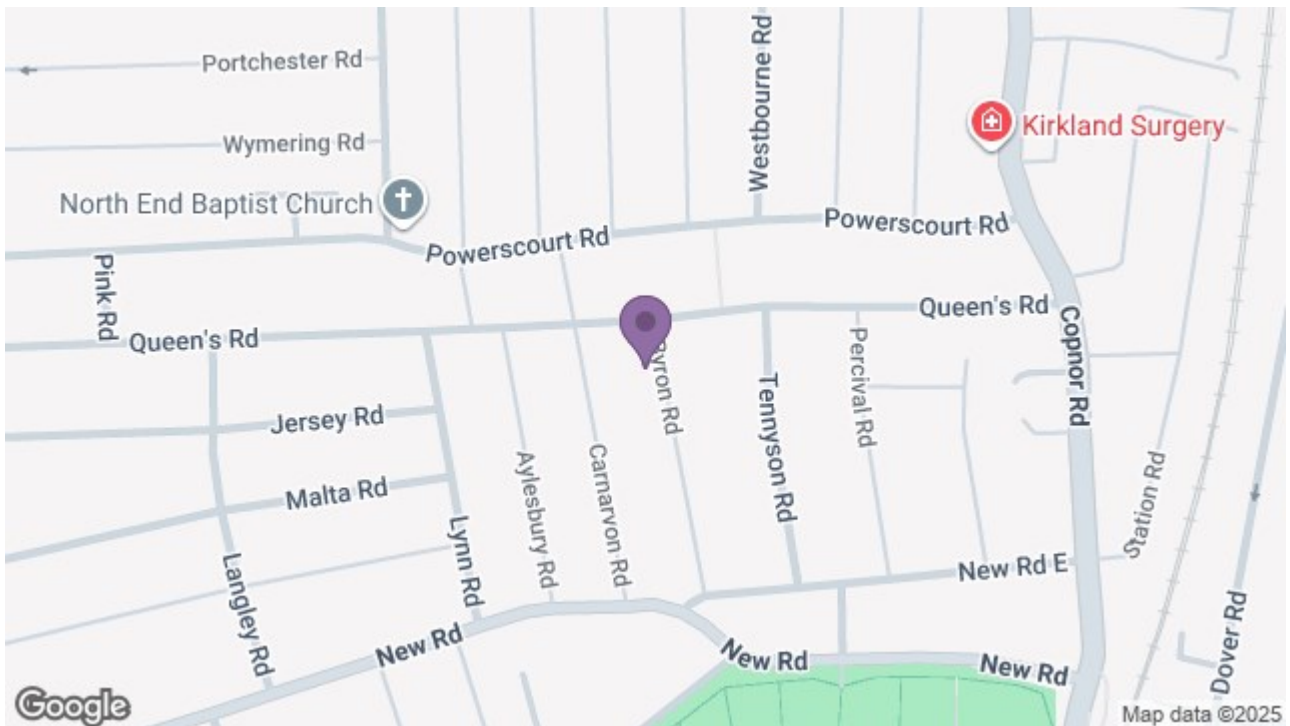 Portchester Rd
Westbourne Rd
Kirkland Surgery
Wymering Rd
North End Baptist Church
Powerscourt Rd
Powerscourt Rd
Pink Rd
Queen's Rd
Queen's Rd
Copnor Rd
Byron Rd
Percival Rd
Tennyson Rd
Jersey Rd
Carnarvon Rd
Aylesbury Rd
Malta Rd
Station Rd
Lynn Rd
Langley Rd
New Rd E
Dover Rd
New Rd
New Rd
New Rd
Google
Map data ©2025